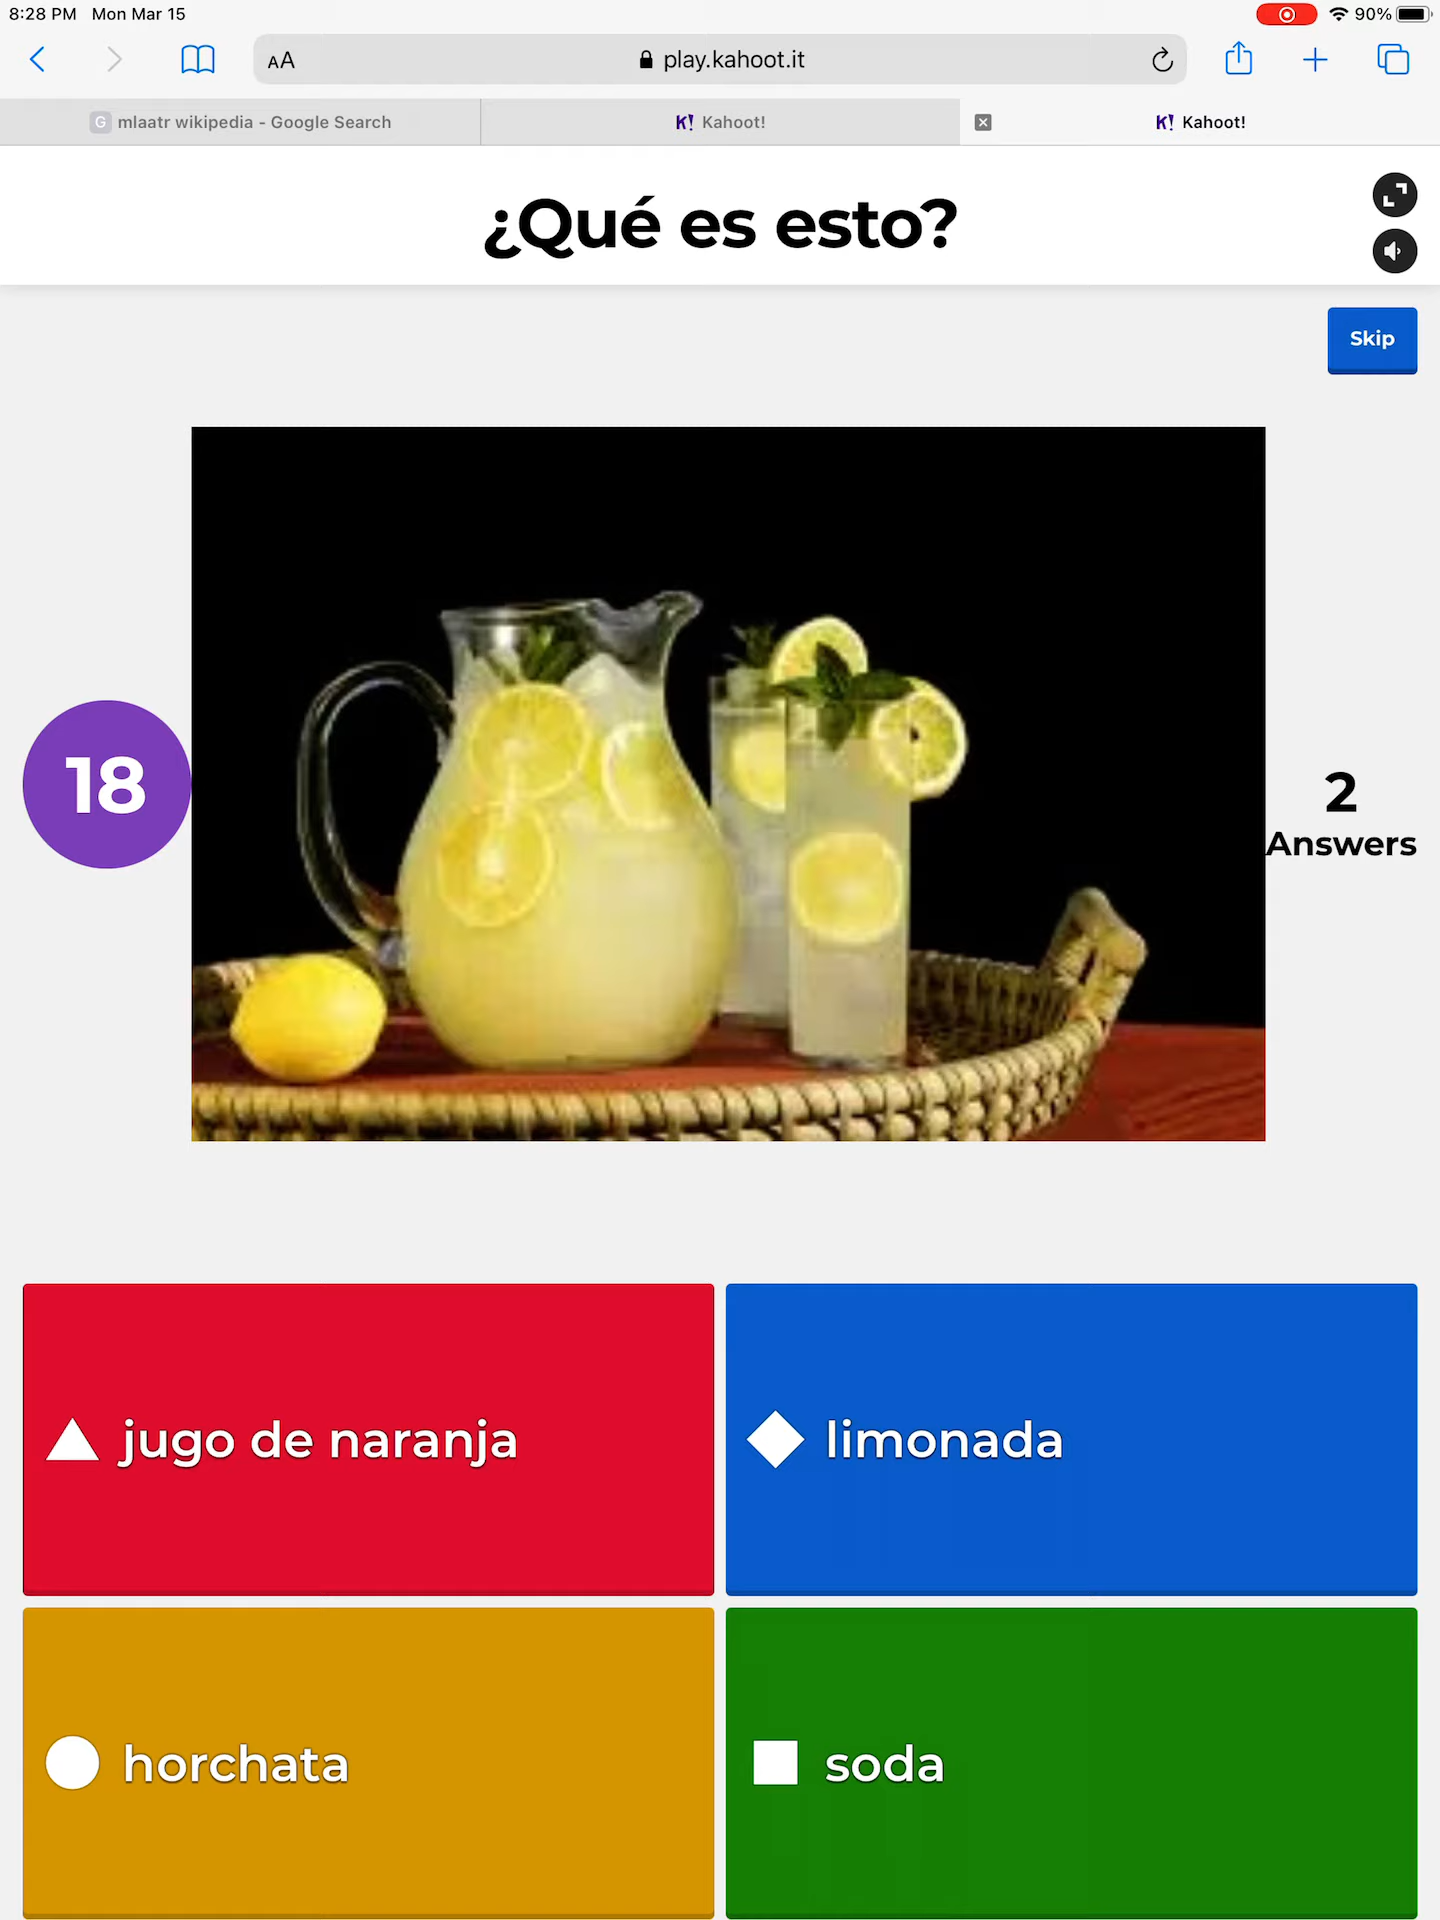 8:28 PM Mon Mar 15
90%
AA
play.kahoot.it
mlaatr wikipedia - Google Search
K! Kahoot!
K! Kahoot!
¿Qué es esto?
Skip
18
2
Answers
jugo de naranja
limonada
horchata
soda